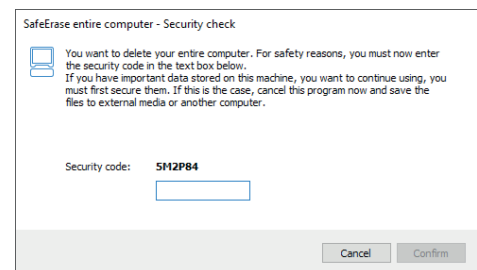 SafeErase entire computer - Security check
You want to delete your entire computer. For safety reasons, you must now enter
the security code in the text box below.
If you have important data stored on this machine, you want to continue using, you
must first secure them. If this is the case, cancel this program now and save the
files to external media or another computer.
Security code: 5M2P84
Cancel Confirm